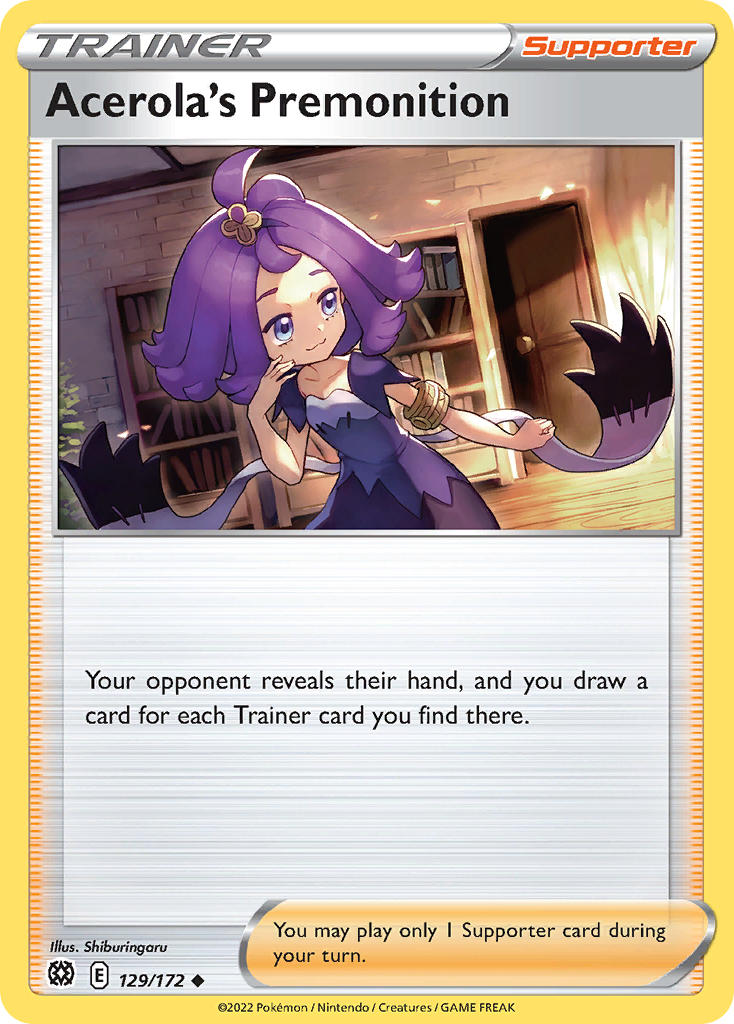 TRAINER
Supporter
Acerola's Premonition
Your opponent reveals their hand, and you draw a
card for each Trainer card you find there.
You may play only 1 Supporter card during
your turn.
Illus. Shiburingaru
E 129/172
©2022 Pokémon / Nintendo / Creatures / GAME FREAK